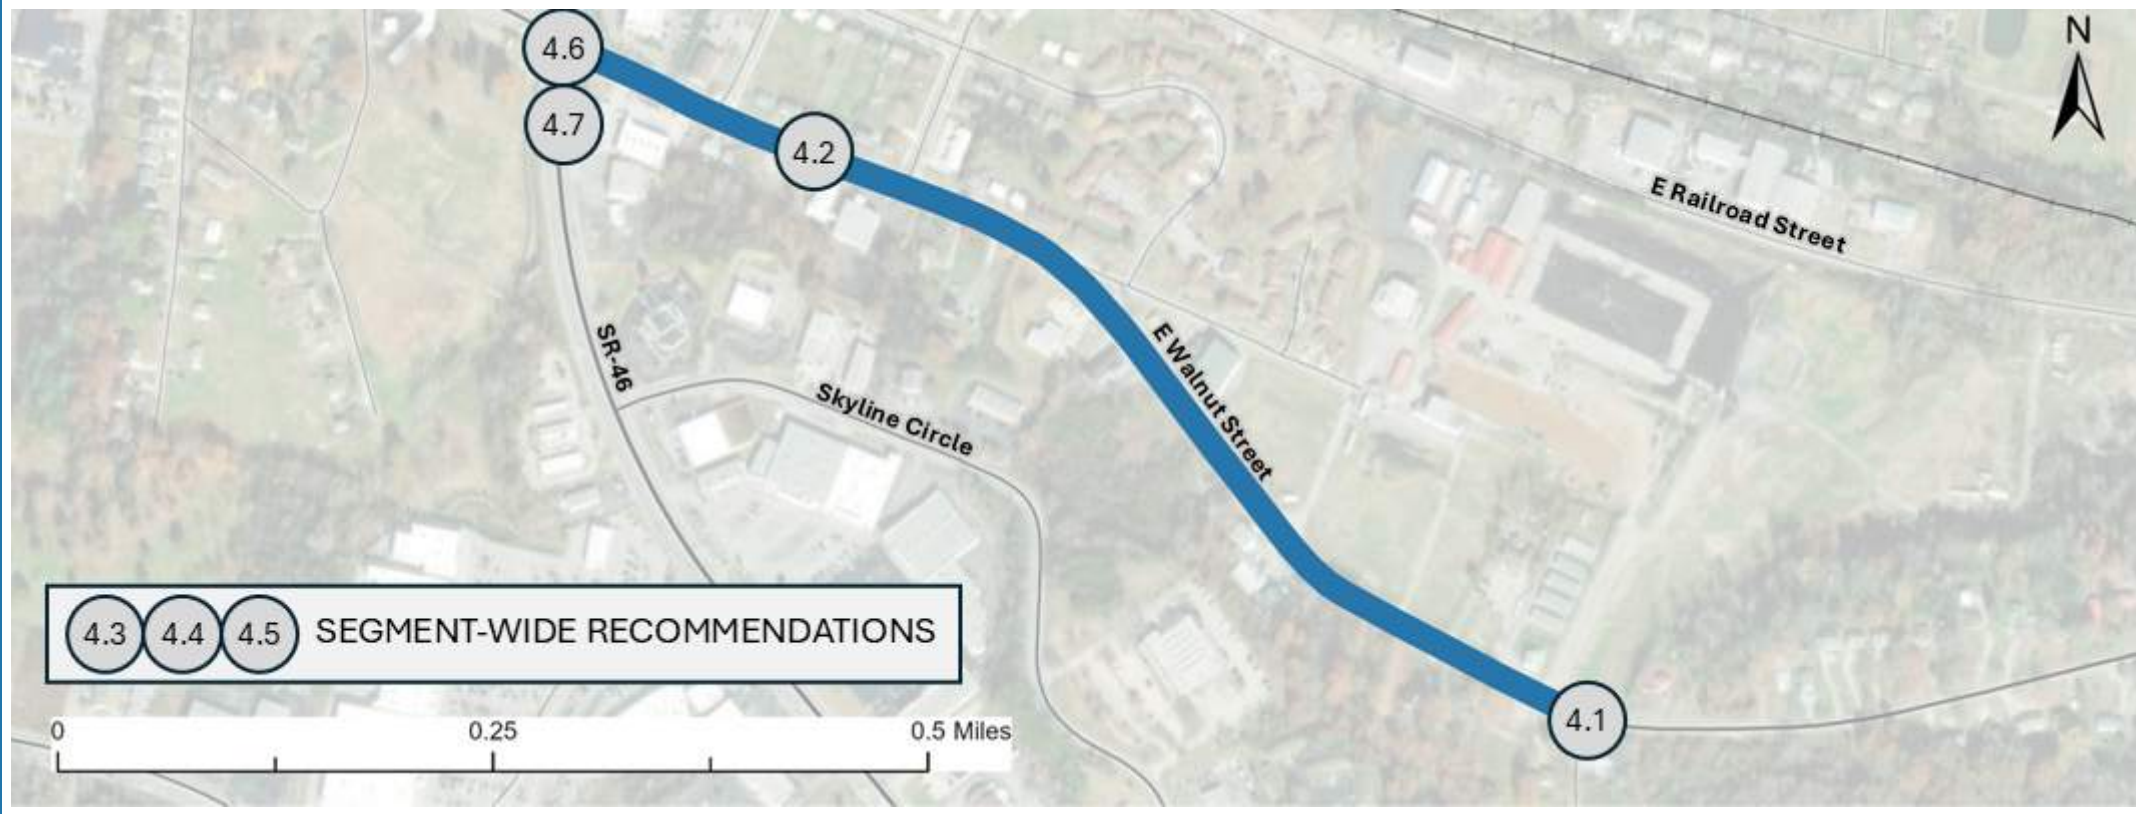 N
4.6
4.7
4.2
E Railroad Street
SR-46
E Walnut Street
Skyline Circle
4.3 4.4 4.5 SEGMENT-WIDE RECOMMENDATIONS
4.1
0 0.25 0.5 Miles